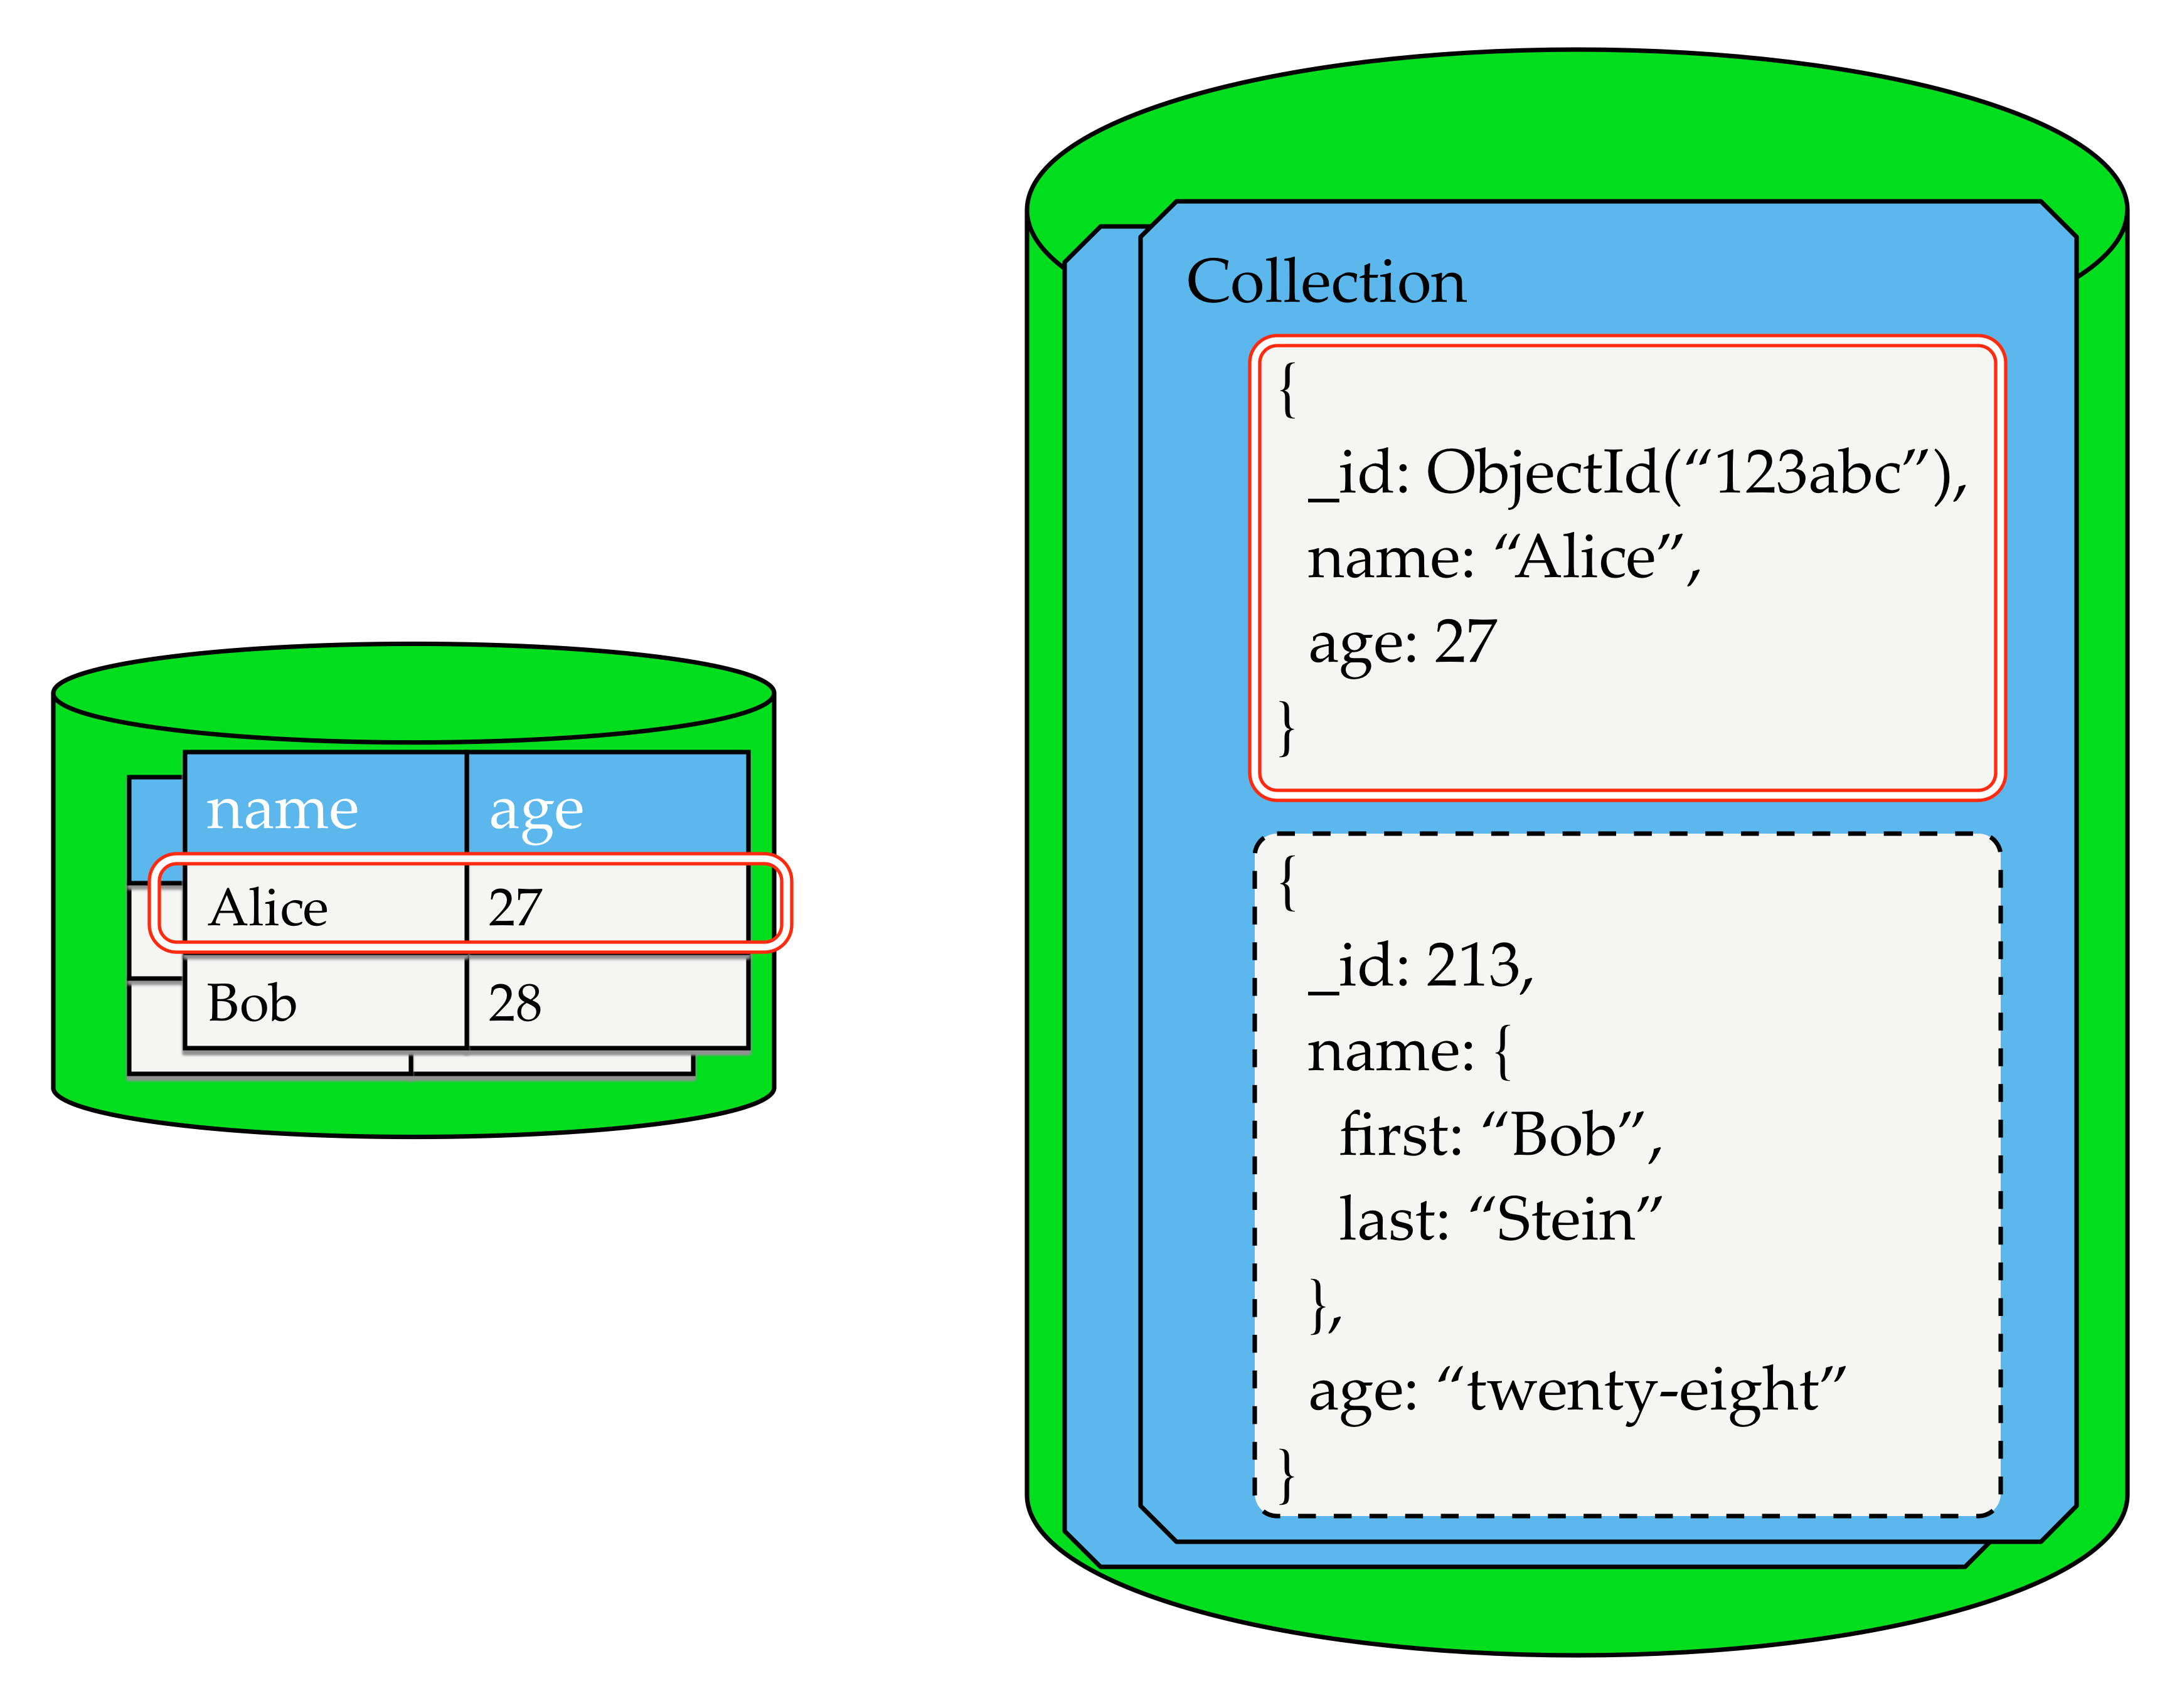 name age
Alice 27
Bob 28
Collection
{
_id: ObjectId(“123abc”),
name: “Alice”,
age: 27
}
{
_id: 213,
name: {
first: “Bob”,
last: “Stein”
},
age: “twenty-eight”
}